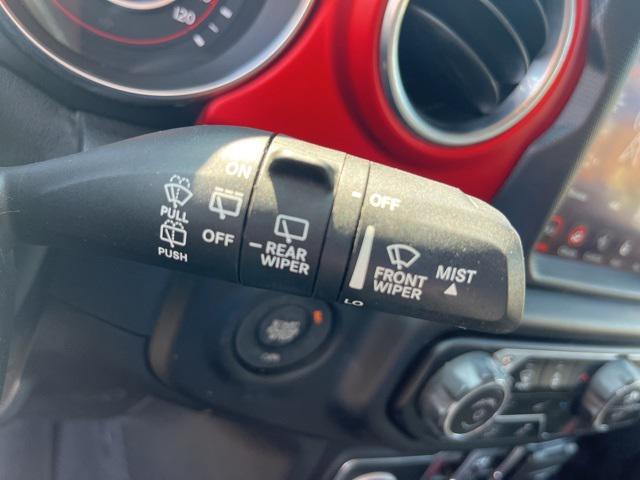 120
ON
OFF
PULL
OFF
REAR
WIPER
PUSH
FRONT
WIPER
MIST
LO